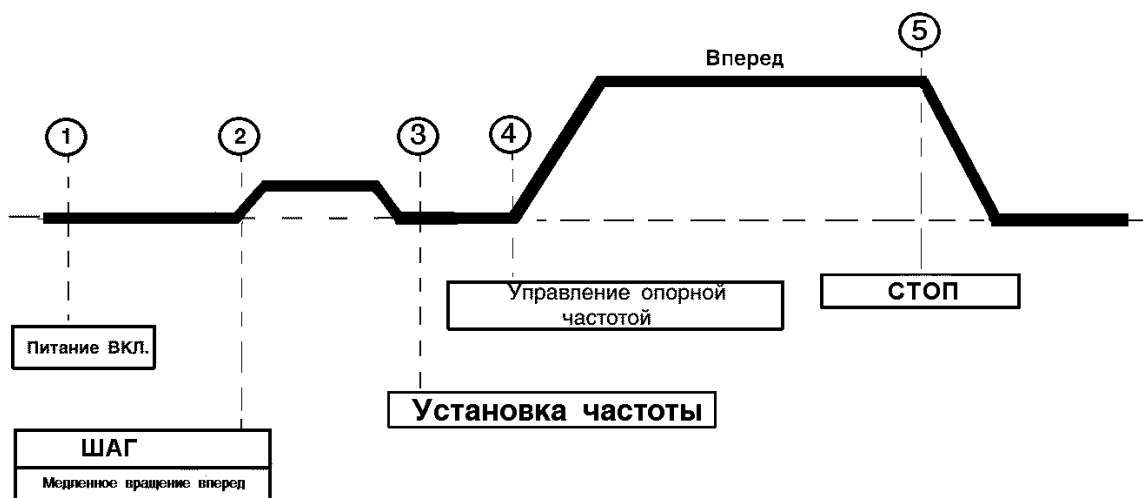 5
Вперед
1
2
3
4
Управление опорной
частотой
СТОП
Питание ВКЛ.
Установка частоты
ШАГ
Медленное вращение вперед